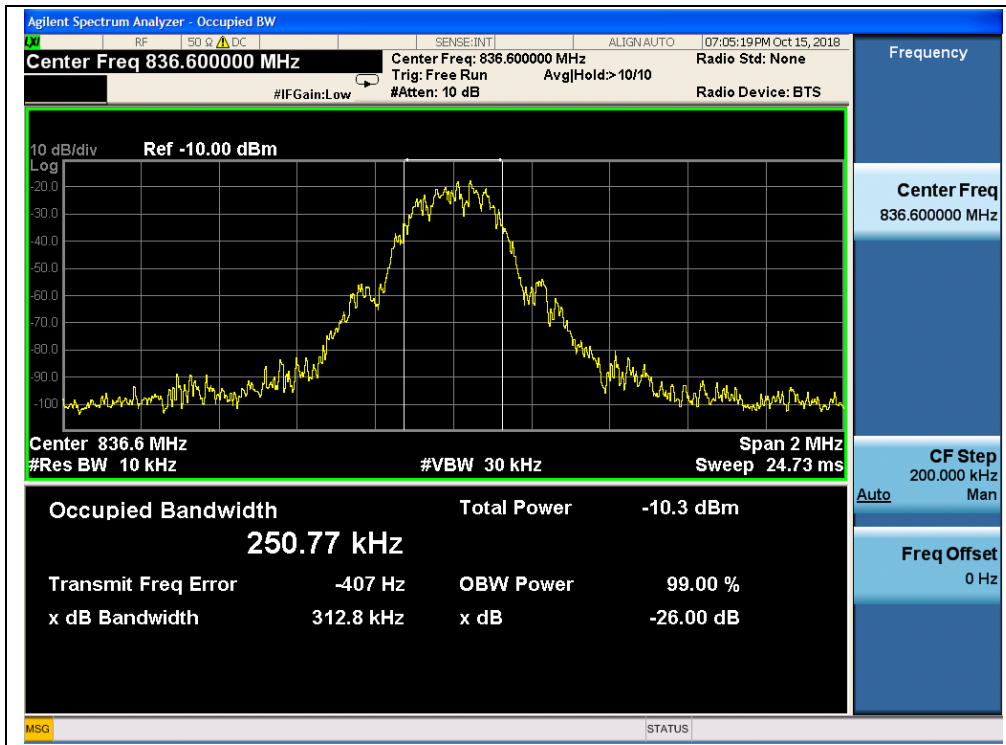 Agilent Spectrum Analyzer - Occupied BW
LXI RF 50 Ω DC SENSE:INT ALIGN AUTO 07:05:19 PM Oct 15, 2018
Center Freq 836.600000 MHz
Center Freq: 836.600000 MHz Radio Std: None
Trig: Free Run Avg|Hold:>10/10
#IFGain:Low #Atten: 10 dB Radio Device: BTS
10 dB/div Ref -10.00 dBm
Log
-20.0
-30.0
-40.0
-50.0
-60.0
-70.0
-80.0
-90.0
-100
Center 836.6 MHz Span 2 MHz
#Res BW 10 kHz #VBW 30 kHz Sweep 24.73 ms
Occupied Bandwidth Total Power -10.3 dBm
250.77 kHz
Transmit Freq Error -407 Hz OBW Power 99.00 %
x dB Bandwidth 312.8 kHz x dB -26.00 dB
Frequency
Center Freq
836.600000 MHz
CF Step
200.000 kHz
Auto Man
Freq Offset
0 Hz
MSG STATUS